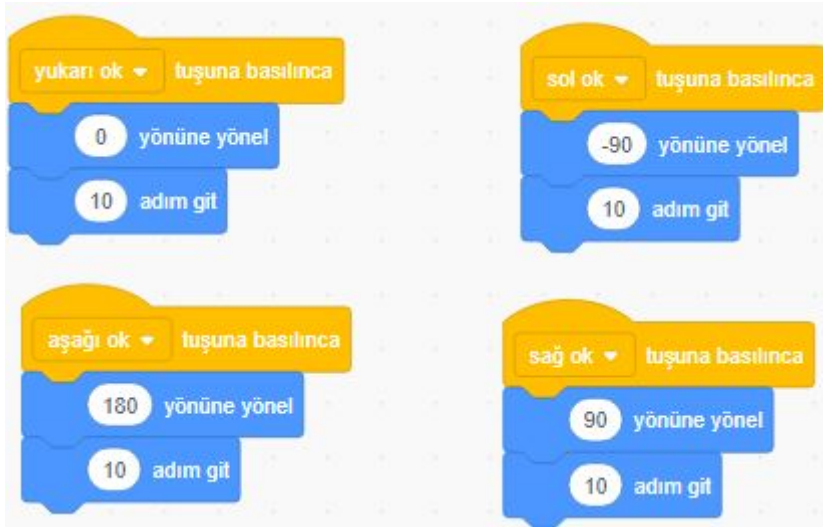 yukarı ok tuşuna basılınca
0 yönüne yönel
10 adım git
sol ok tuşuna basılınca
-90 yönüne yönel
10 adım git
aşağı ok tuşuna basılınca
180 yönüne yönel
10 adım git
sağ ok tuşuna basılınca
90 yönüne yönel
10 adım git